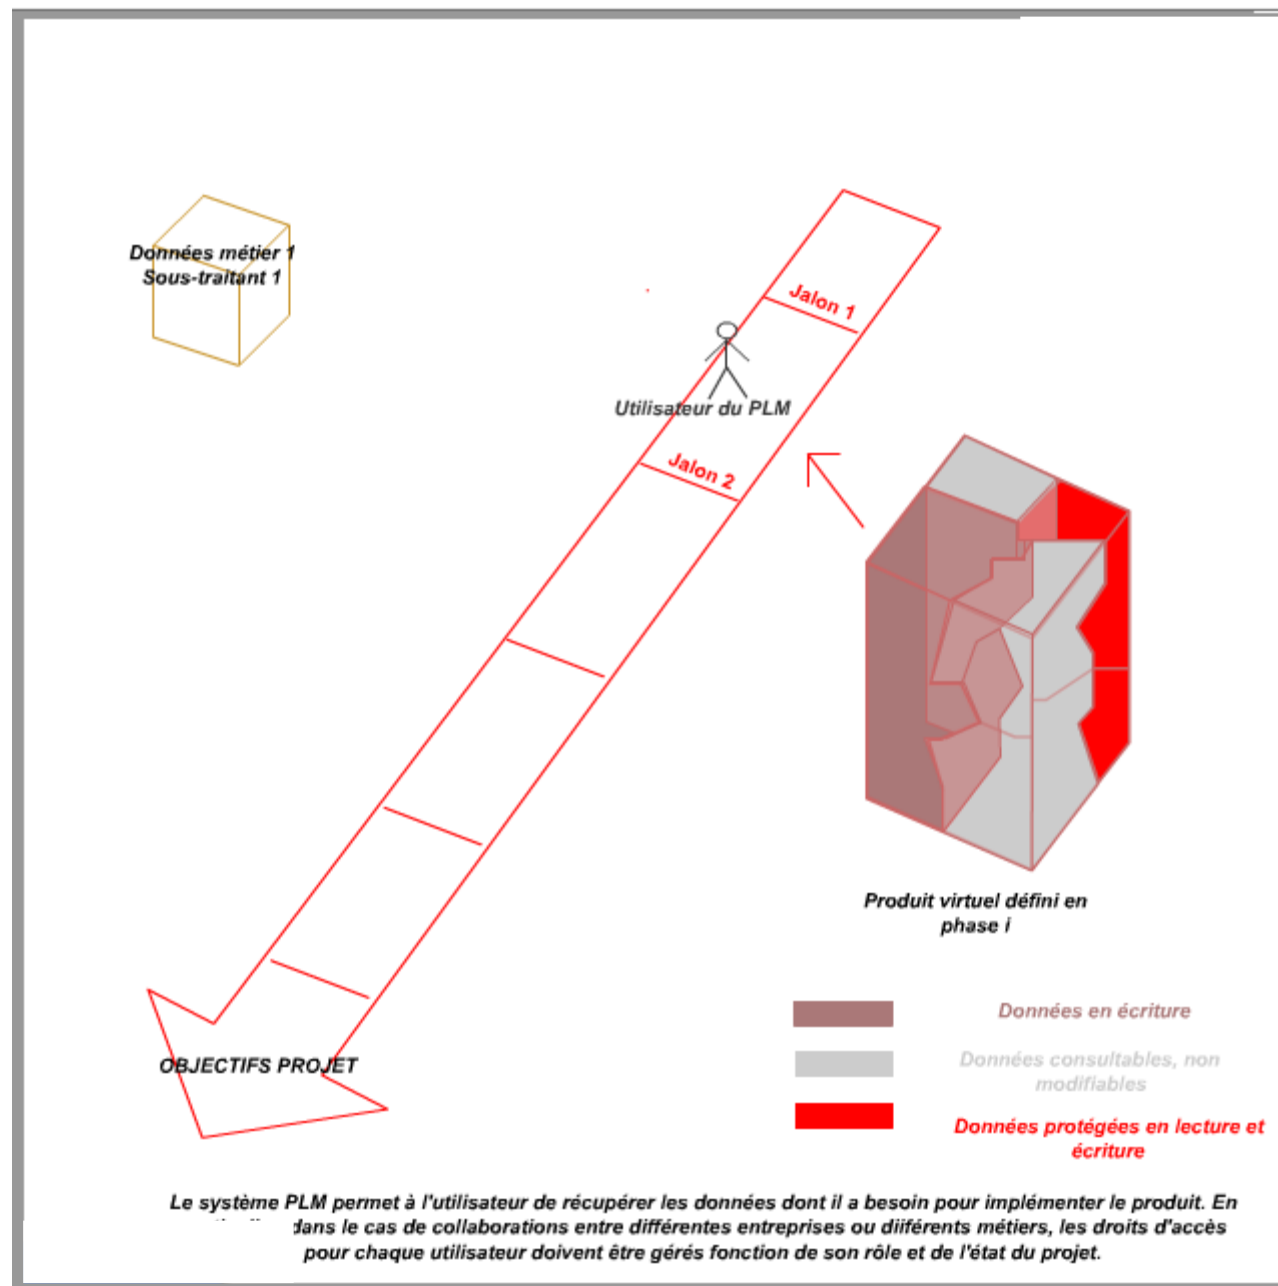 Données métier 1
Sous-traitant 1
Jalon 1
Utilisateur du PLM
Jalon 2
Produit virtuel défini en
phase i
Données en écriture
Données consultables, non
modifiables
Données protégées en lecture et
écriture
OBJECTIFS PROJET
Le système PLM permet à l'utilisateur de récupérer les données dont il a besoin pour implémenter le produit. En
dans le cas de collaborations entre différentes entreprises ou diifférents métiers, les droits d'accès
pour chaque utilisateur doivent être gérés fonction de son rôle et de l'état du projet.